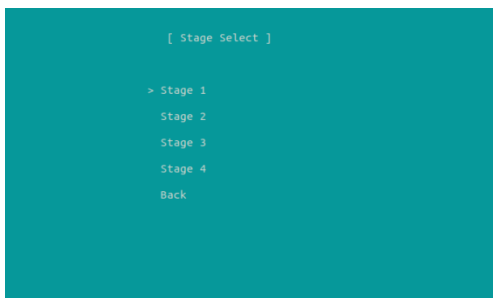 [ Stage Select ]
> Stage 1
Stage 2
Stage 3
Stage 4
Back